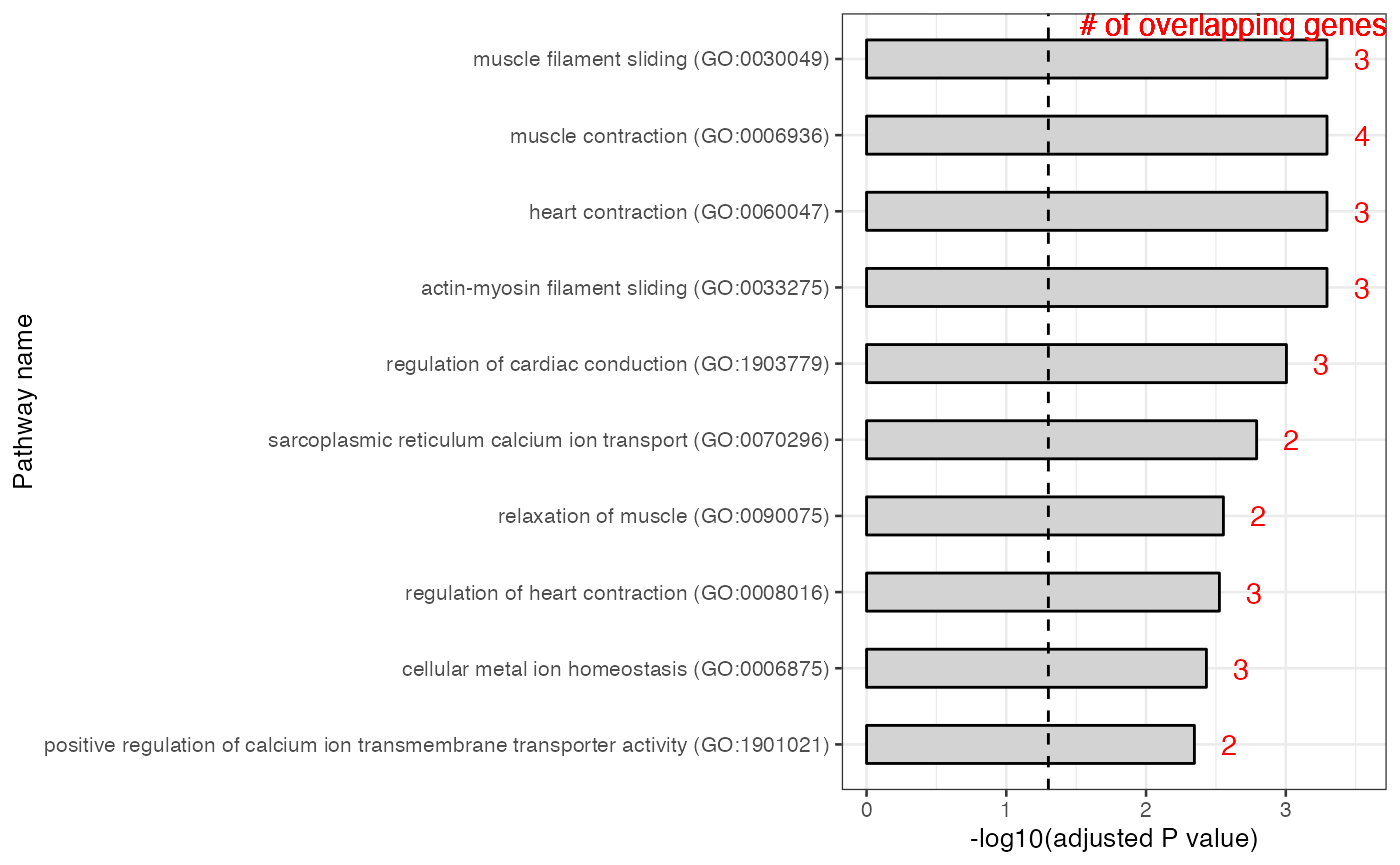 # of overlapping genes
muscle filament sliding (GO:0030049) 3
muscle contraction (GO:0006936) 4
heart contraction (GO:0060047) 3
actin-myosin filament sliding (GO:0033275) 3
regulation of cardiac conduction (GO:1903779) 3
sarcoplasmic reticulum calcium ion transport (GO:0070296) 2
relaxation of muscle (GO:0090075) 2
regulation of heart contraction (GO:0008016) 3
cellular metal ion homeostasis (GO:0006875) 3
positive regulation of calcium ion transmembrane transporter activity (GO:1901021) 2
Pathway name
0 1 2 3
-log10(adjusted P value)